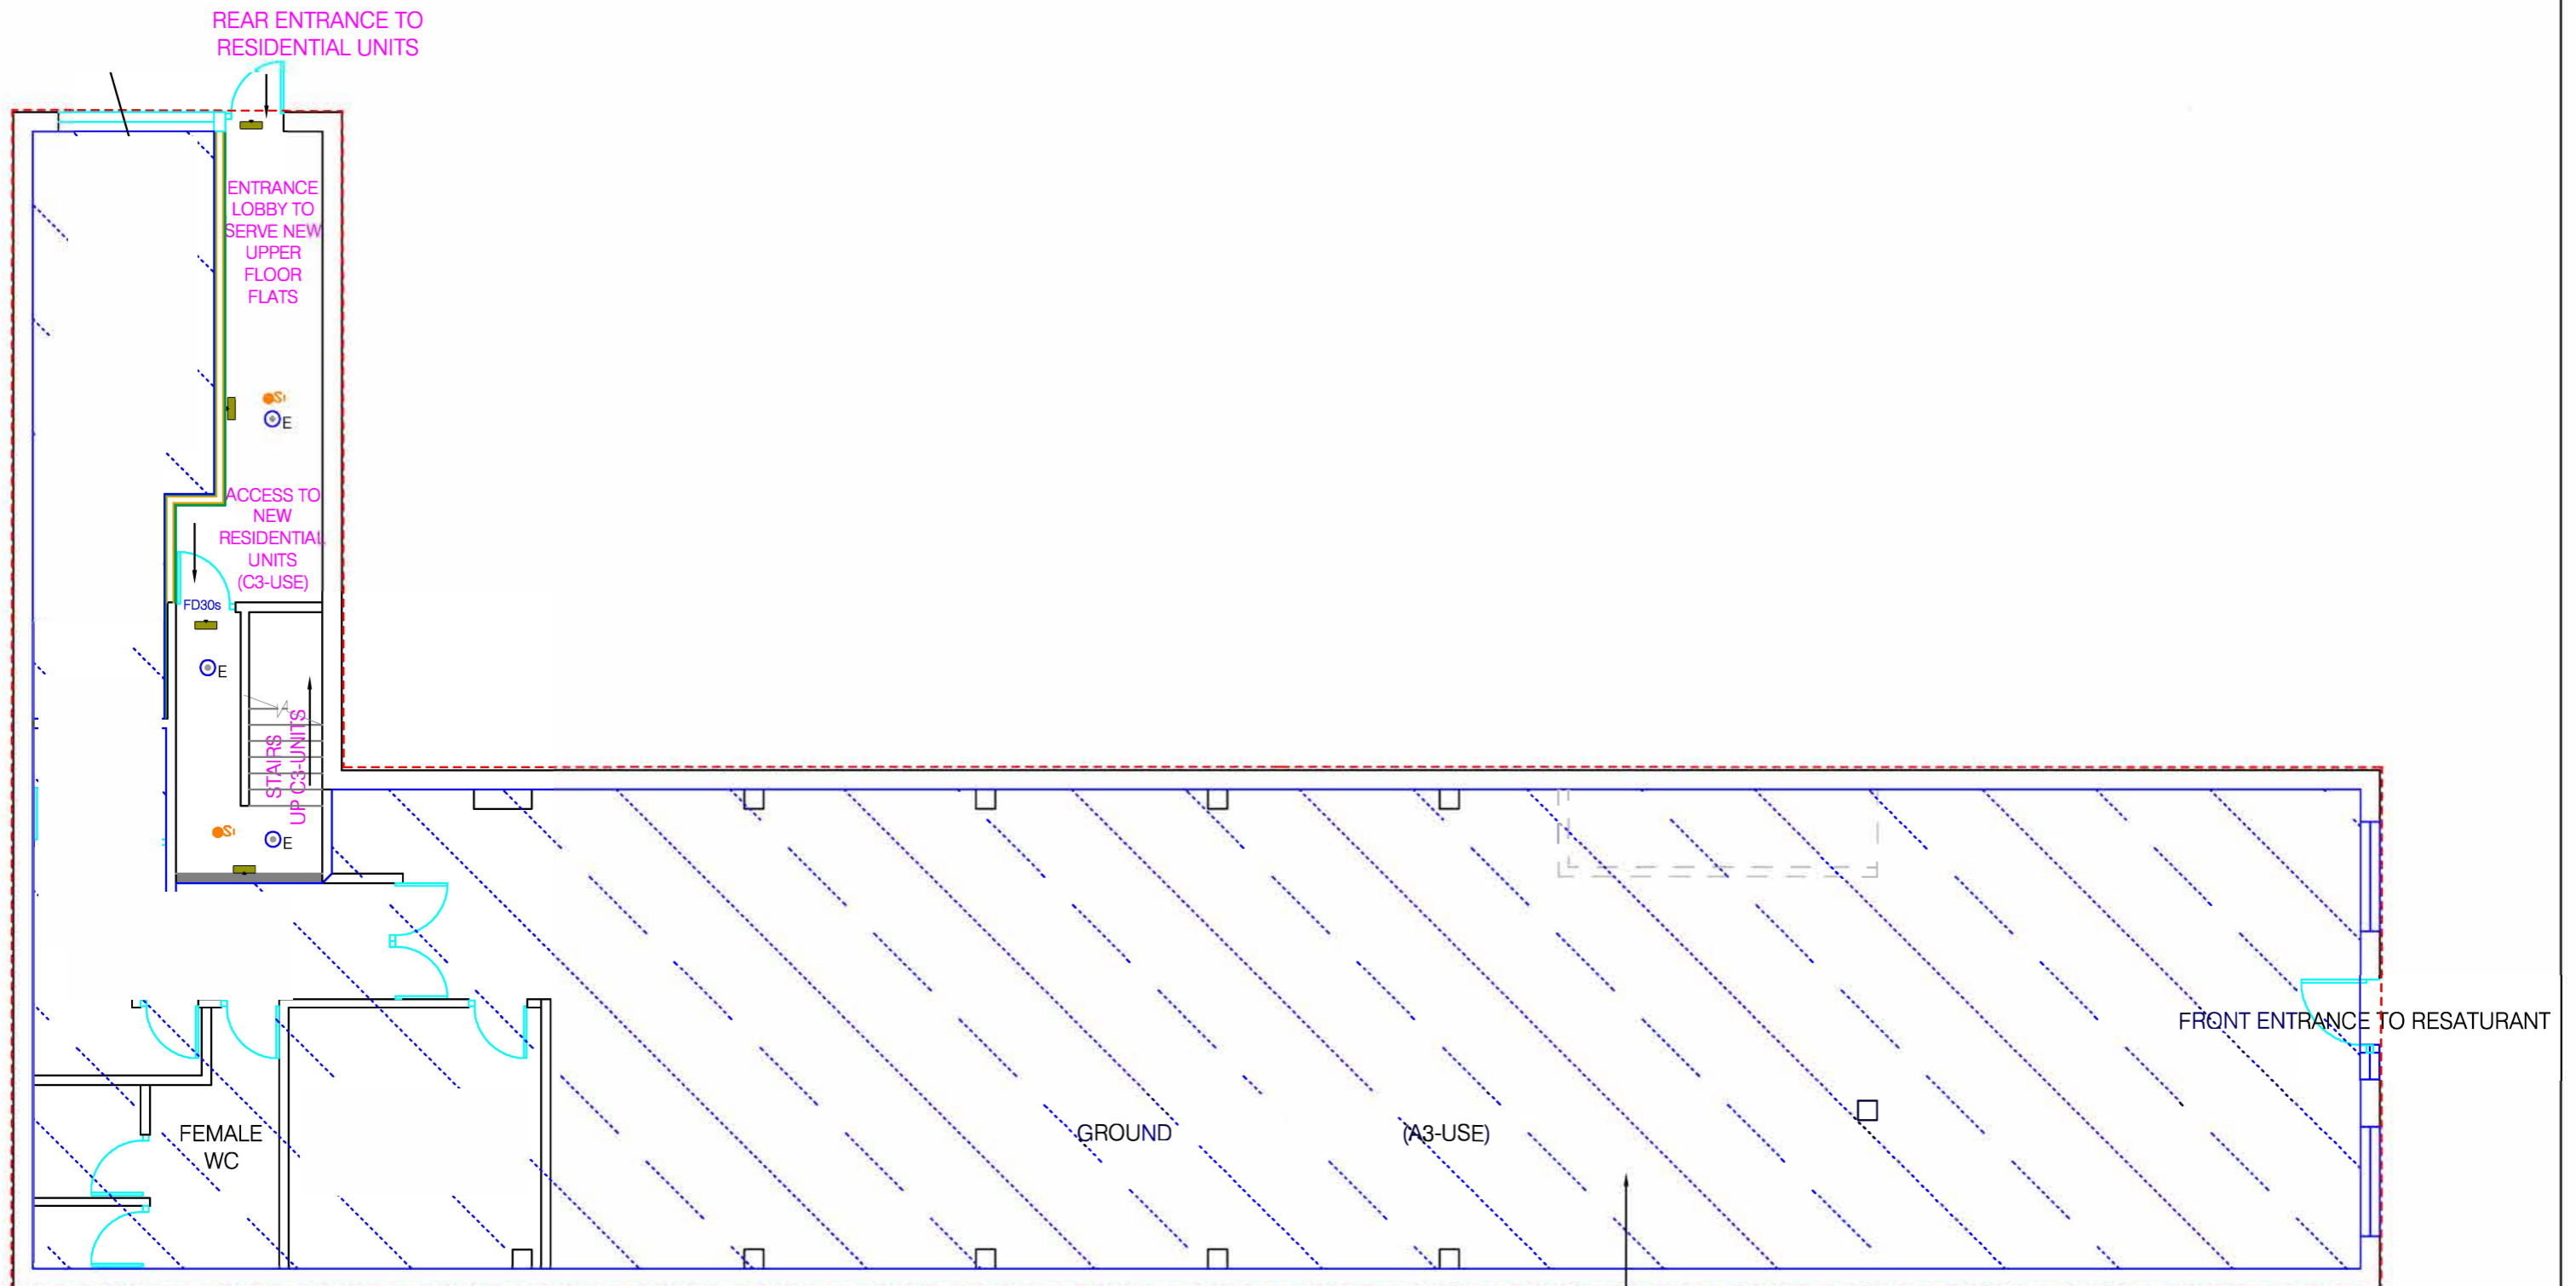 REAR ENTRANCE TO
RESIDENTIAL UNITS
ENTRANCE
LOBBY TO
SERVE NEW
UPPER
FLOOR
FLATS
E
ACCESS TO
NEW
RESIDENTIAL
UNITS
(C3-USE)
FD30s
E
STAIRS
UP C3-UNITS
E
FRONT ENTRANCE TO RESATURANT
FEMALE
WC
GROUND
(A3-USE)